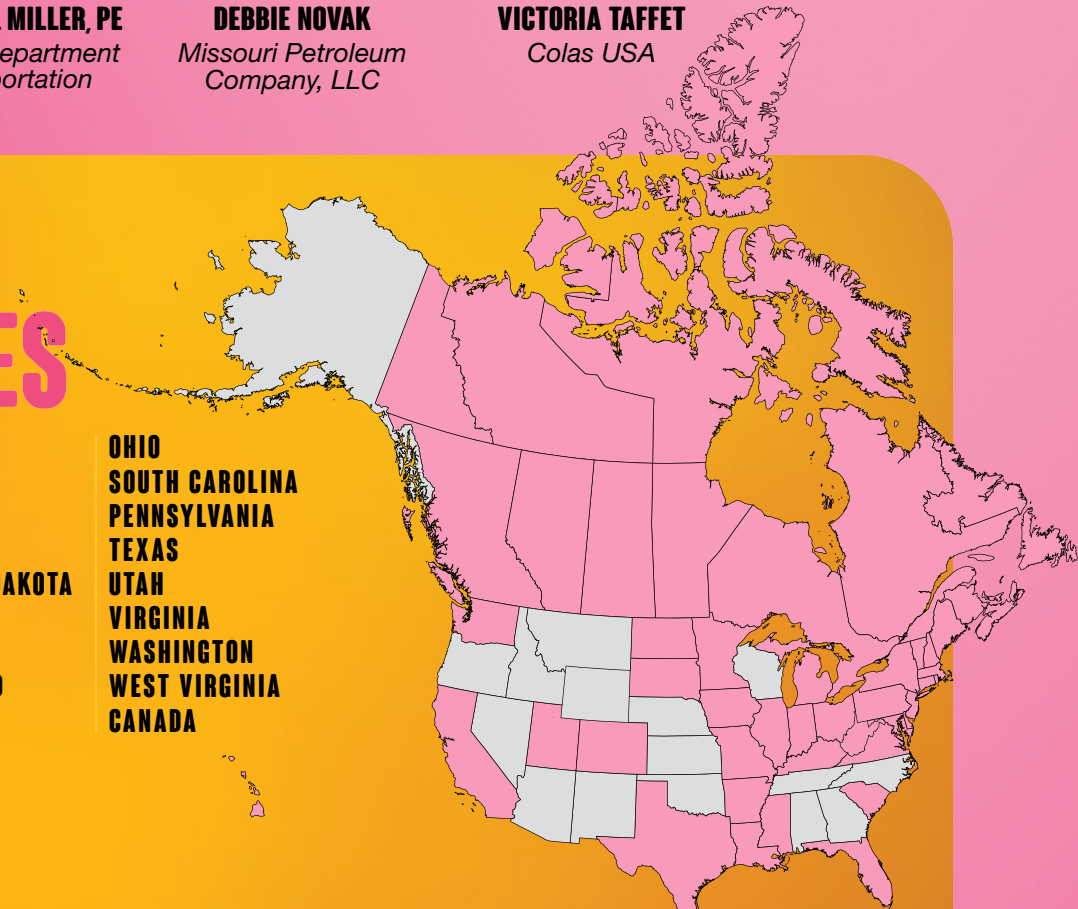 MILLER, PE
epartment
ortation
DEBBIE NOVAK
Missouri Petroleum
Company, LLC
VICTORIA TAFFET
Colas USA
ES
AKOTA
OHIO
SOUTH CAROLINA
PENNSYLVANIA
TEXAS
UTAH
VIRGINIA
WASHINGTON
WEST VIRGINIA
CANADA